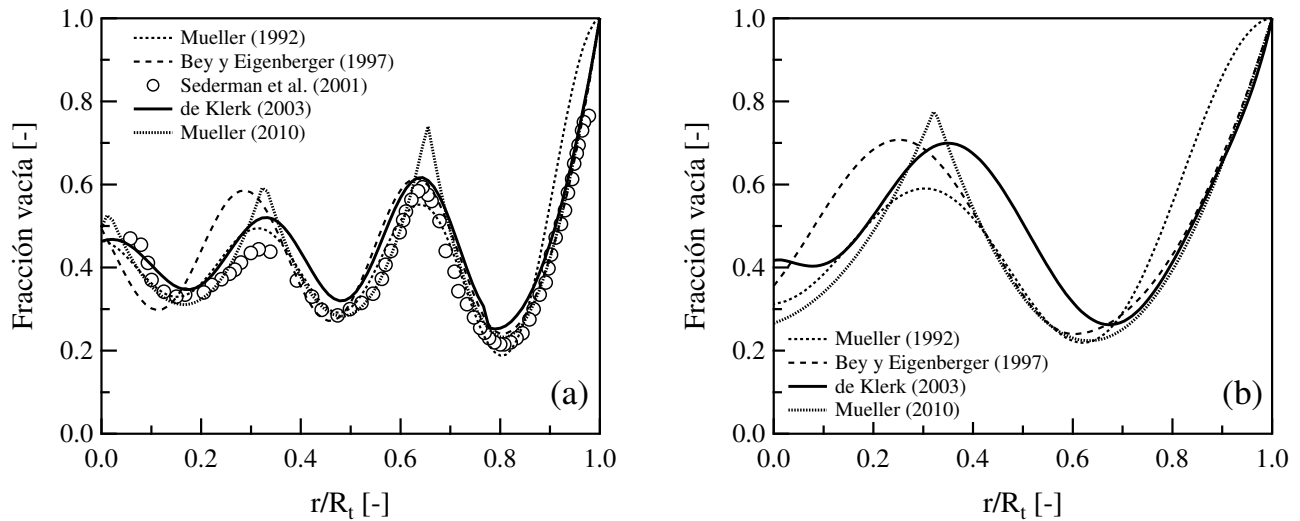 1.0
0.8
0.6
0.4
0.2
0.0
Fracción vacía [-]
Mueller (1992)
Bey y Eigenberger (1997)
Sederman et al. (2001)
de Klerk (2003)
Mueller (2010)
(a)
0.0 0.2 0.4 0.6 0.8 1.0
r/Rt [-]
1.0
0.8
0.6
0.4
0.2
0.0
Fracción vacía [-]
Mueller (1992)
Bey y Eigenberger (1997)
de Klerk (2003)
Mueller (2010)
(b)
0.0 0.2 0.4 0.6 0.8 1.0
r/Rt [-]